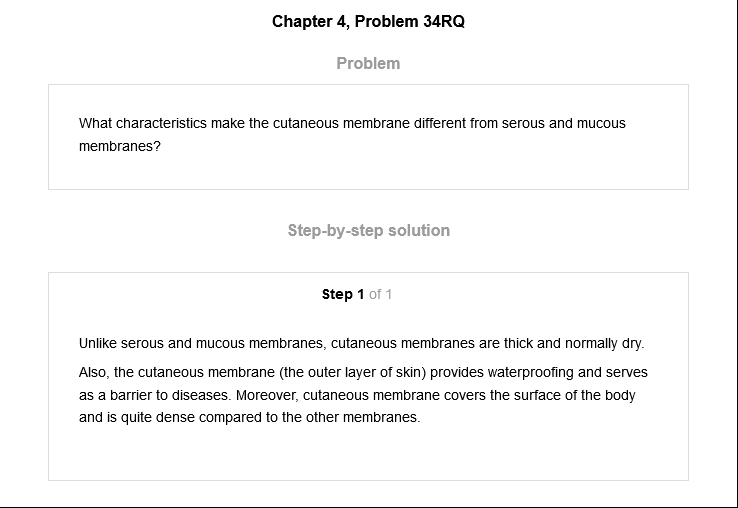 Chapter 4, Problem 34RQ
Problem
What characteristics make the cutaneous membrane different from serous and mucous
membranes?
Step-by-step solution
Step 1 of 1
Unlike serous and mucous membranes, cutaneous membranes are thick and normally dry.
Also, the cutaneous membrane (the outer layer of skin) provides waterproofing and serves
as a barrier to diseases. Moreover, cutaneous membrane covers the surface of the body
and is quite dense compared to the other membranes.